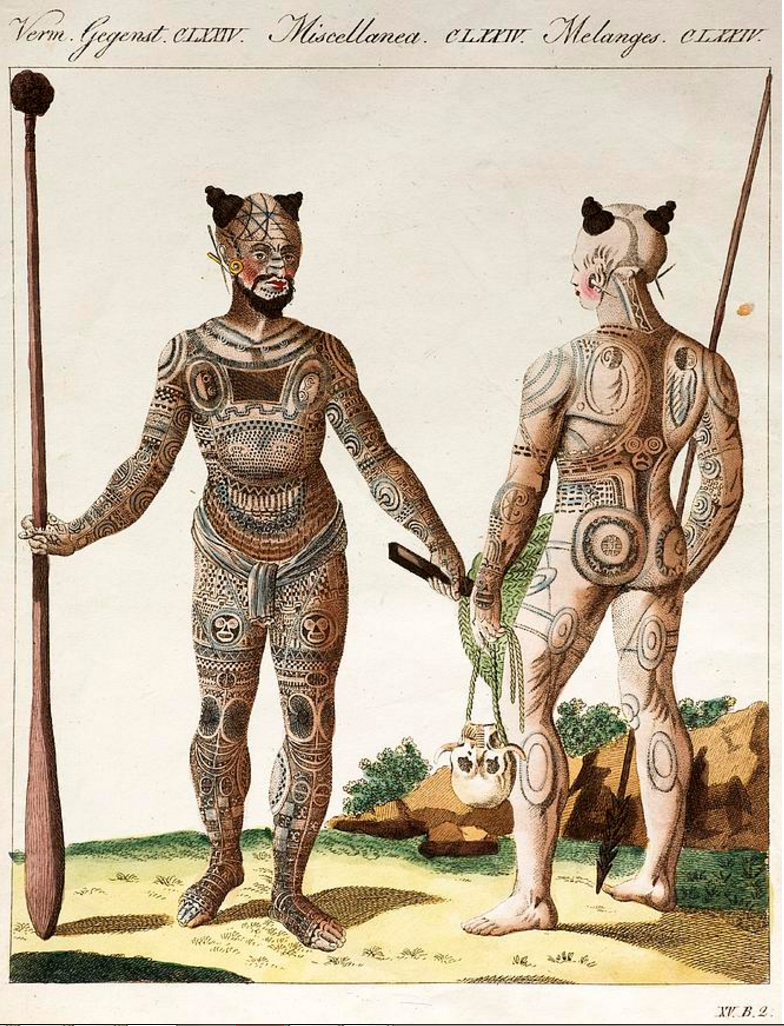 Verm. Gegenst. CLXXIV. Miscellanea. CLXXIV. Melanges. CLXXIV.
XV. B. 2.